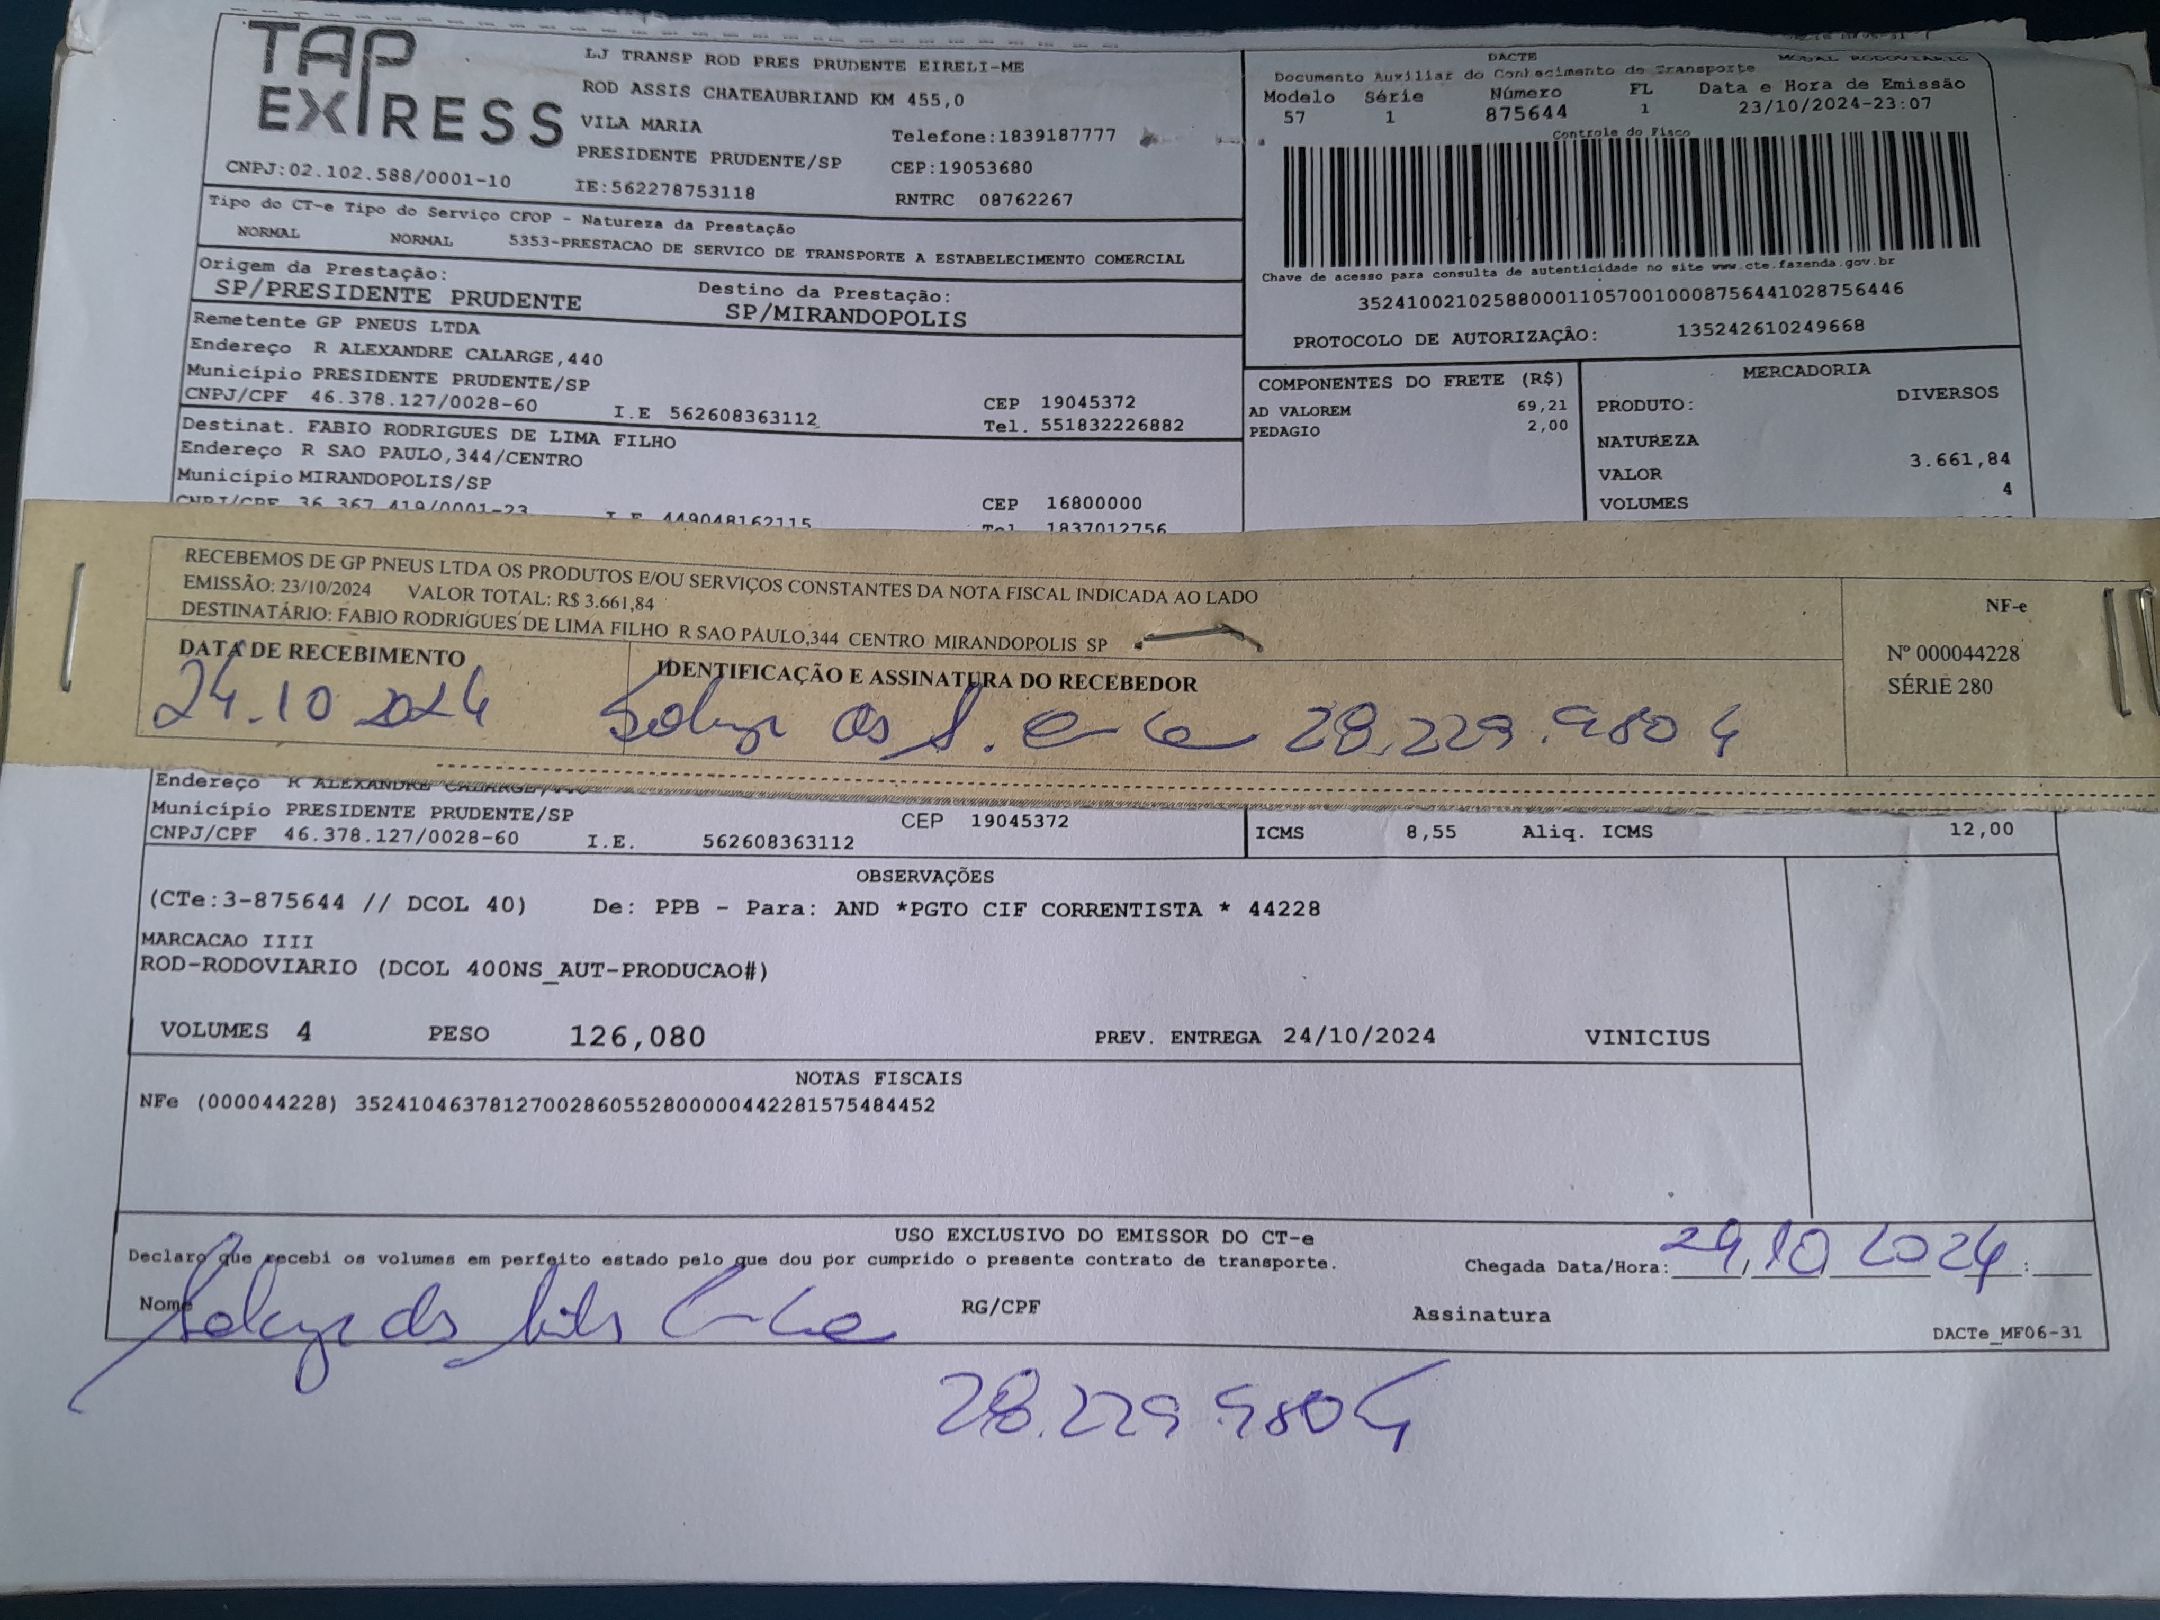 TAP EXPRESS
LJ TRANSP ROD PRES PRUDENTE EIRELI-ME
ROD ASSIS CHATEAUBRIAND KM 455,0
VILA MARIA
Telefone:1839187777
PRESIDENTE PRUDENTE/SP
CEP:19053680
CNPJ:02.102.588/0001-10
IE:562278753118
RNTRC 08762267
DACTE
MODAL RODOVIARIO
Documento Auxiliar do Conhecimento de Transporte
Modelo Série Número FL Data e Hora de Emissão
57 1 875644 1 23/10/2024-23:07
Controle do Fisco
Chave de acesso para consulta de autenticidade no site www.cte.fazenda.gov.br
35241002102588000110570010008756441028756446
PROTOCOLO DE AUTORIZAÇÃO: 135242610249668
Tipo do CT-e Tipo do Serviço CFOP - Natureza da Prestação
NORMAL NORMAL 5353-PRESTACAO DE SERVICO DE TRANSPORTE A ESTABELECIMENTO COMERCIAL
Origem da Prestação: Destino da Prestação:
SP/PRESIDENTE PRUDENTE SP/MIRANDOPOLIS
Remetente GP PNEUS LTDA
Endereço R ALEXANDRE CALARGE,440
Município PRESIDENTE PRUDENTE/SP
CEP 19045372
CNPJ/CPF 46.378.127/0028-60 I.E 562608363112 Tel. 551832226882
Destinat. FABIO RODRIGUES DE LIMA FILHO
Endereço R SAO PAULO,344/CENTRO
Município MIRANDOPOLIS/SP
CEP 16800000
CNPJ/CPF 36.367.419/0001-23 I.E 449048162115 Tel. 1837012756
COMPONENTES DO FRETE (R$)
AD VALOREM 69,21
PEDAGIO 2,00
MERCADORIA
PRODUTO: DIVERSOS
NATUREZA
VALOR 3.661,84
VOLUMES 4
RECEBEMOS DE GP PNEUS LTDA OS PRODUTOS E/OU SERVIÇOS CONSTANTES DA NOTA FISCAL INDICADA AO LADO
EMISSÃO: 23/10/2024 VALOR TOTAL: R$ 3.661,84
DESTINATÁRIO: FABIO RODRIGUES DE LIMA FILHO R SAO PAULO,344 CENTRO MIRANDOPOLIS SP
NF-e
Nº 000044228
SÉRIE 280
DATA DE RECEBIMENTO
IDENTIFICAÇÃO E ASSINATURA DO RECEBEDOR
24.10 2024
28.229.980 4
Endereço R ALEXANDRE CALARGE,440
Município PRESIDENTE PRUDENTE/SP
CEP 19045372
CNPJ/CPF 46.378.127/0028-60 I.E. 562608363112
ICMS 8,55 Aliq. ICMS 12,00
OBSERVAÇÕES
(CTe:3-875644 // DCOL 40) De: PPB - Para: AND *PGTO CIF CORRENTISTA * 44228
MARCACAO IIII
ROD-RODOVIARIO (DCOL 400NS_AUT-PRODUCAO#)
VOLUMES 4 PESO 126,080 PREV. ENTREGA 24/10/2024 VINICIUS
NOTAS FISCAIS
NFe (000044228) 35241046378127002860552800000442281575484452
USO EXCLUSIVO DO EMISSOR DO CT-e
Declaro que recebi os volumes em perfeito estado pelo que dou por cumprido o presente contrato de transporte.
Chegada Data/Hora: 24,10 2024 :
Nome RG/CPF Assinatura
DACTe_MF06-31
28.229.980 4